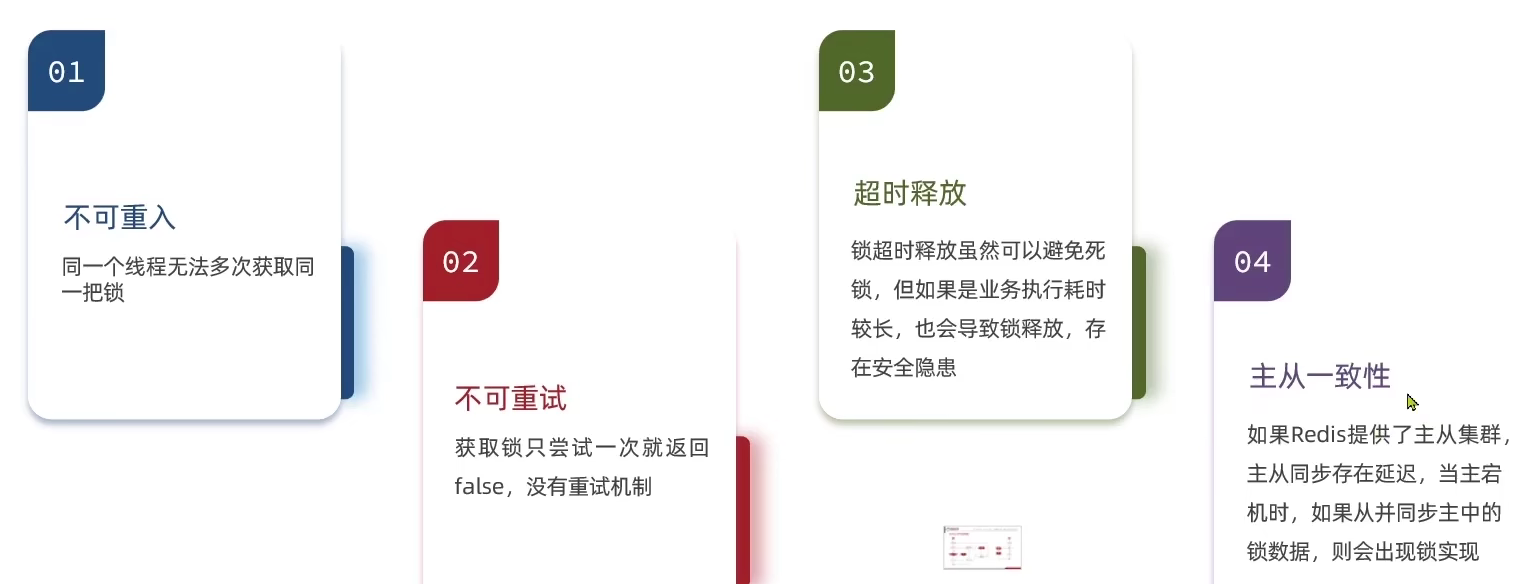 01
不可重入
同一个线程无法多次获取同
一把锁
02
不可重试
获取锁只尝试一次就返回
false，没有重试机制
03
超时释放
锁超时释放虽然可以避免死
锁，但如果是业务执行耗时
较长，也会导致锁释放，存
在安全隐患
04
主从一致性
如果Redis提供了主从集群，
主从同步存在延迟，当主宕
机时，如果从并同步主中的
锁数据，则会出现锁实现